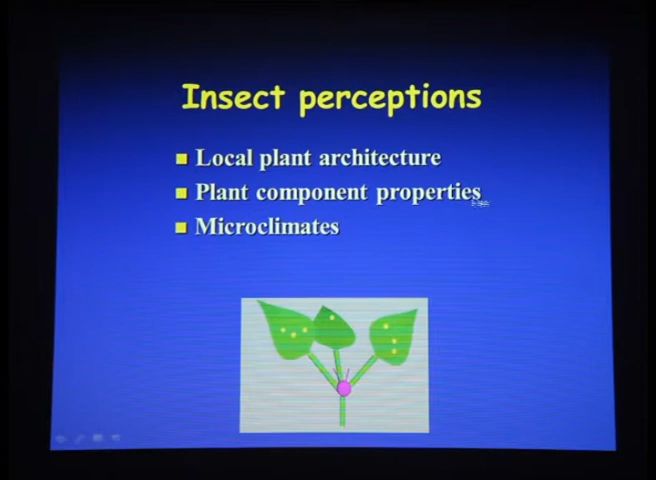 Insect perceptions
Local plant architecture
Plant component properties
Microclimates